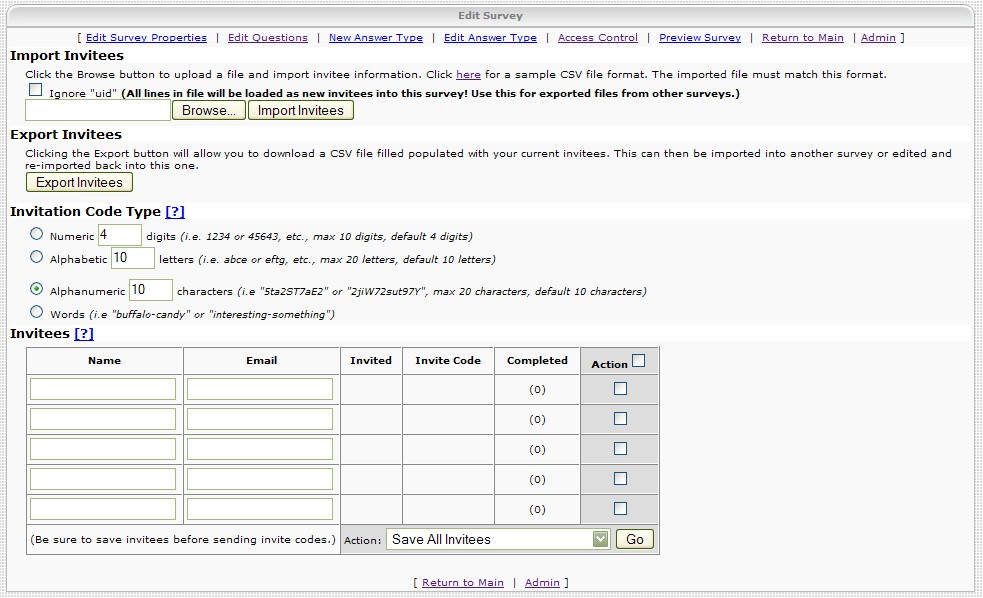 Edit Survey
[ Edit Survey Properties | Edit Questions | New Answer Type | Edit Answer Type | Access Control | Preview Survey | Return to Main | Admin ]
Import Invitees
Click the Browse button to upload a file and import invitee information. Click here for a sample CSV file format. The imported file must match this format.
Ignore "uid" (All lines in file will be loaded as new invitees into this survey! Use this for exported files from other surveys.)
Browse... Import Invitees
Export Invitees
Clicking the Export button will allow you to download a CSV file filled populated with your current invitees. This can then be imported into another survey or edited and
re-imported back into this one.
Export Invitees
Invitation Code Type [?]
Numeric 4 digits (i.e. 1234 or 45643, etc., max 10 digits, default 4 digits)
Alphabetic 10 letters (i.e. abce or eftg, etc., max 20 letters, default 10 letters)
Alphanumeric 10 characters (i.e "5ta2ST7aE2" or "2jiW72sut97Y", max 20 characters, default 10 characters)
Words (i.e "buffalo-candy" or "interesting-something")
Invitees [?]
Name Email Invited Invite Code Completed Action
(0)
(0)
(0)
(0)
(0)
(Be sure to save invitees before sending invite codes.) Action: Save All Invitees Go
[ Return to Main | Admin ]